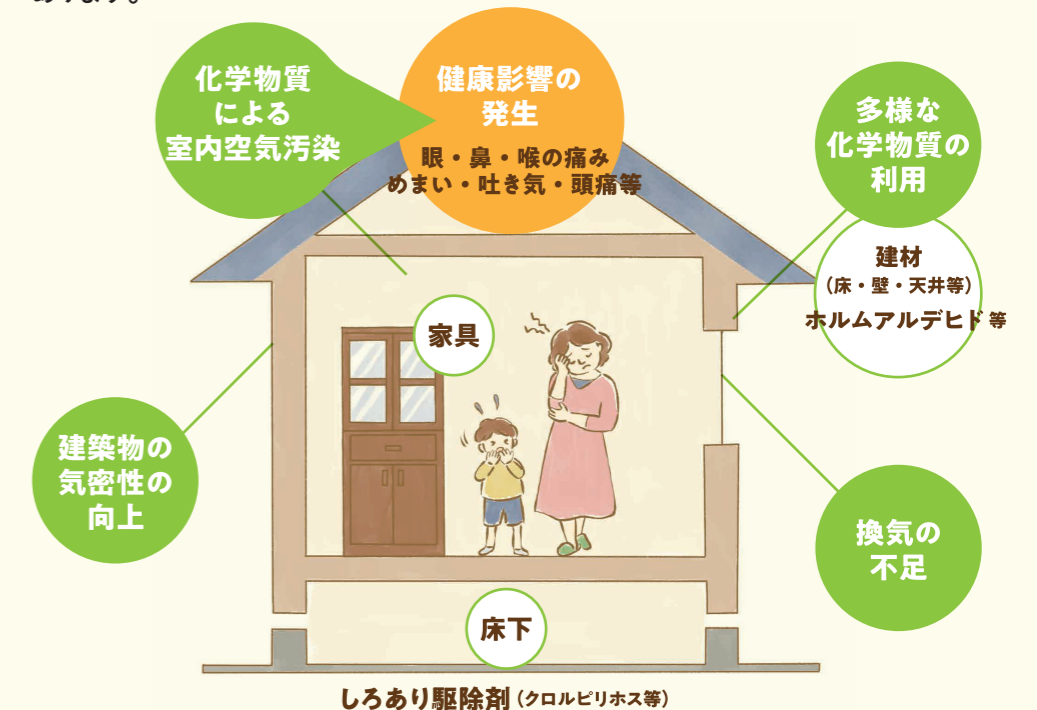 あります。
化学物質
による
室内空気汚染
健康影響の
発生
眼・鼻・喉の痛み
めまい・吐き気・頭痛等
多様な
化学物質の
利用
建材
（床・壁・天井等）
ホルムアルデヒド 等
家具
建築物の
気密性の
向上
換気の
不足
床下
しろあり駆除剤（クロルピリホス等）